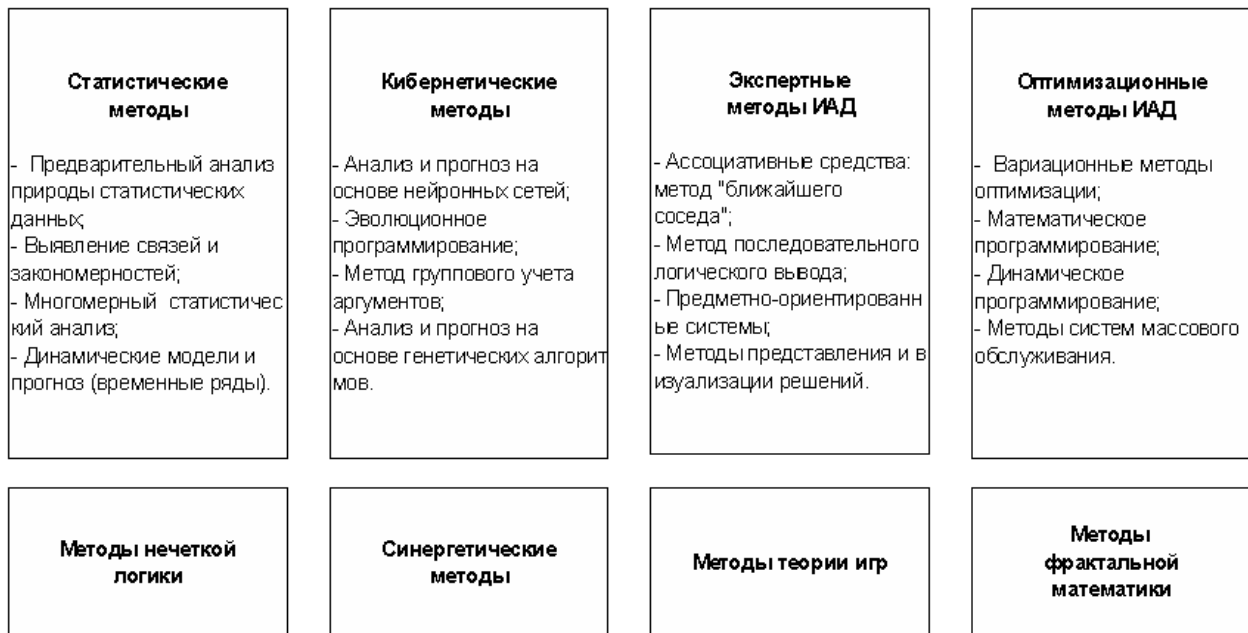 Статистические
методы
- Предварительный анализ
природы статистических
данных;
- Выявление связей и
закономерностей;
- Многомерный статистичес
кий анализ;
- Динамические модели и
прогноз (временные ряды).
Кибернетические
методы
- Анализ и прогноз на
основе нейронных сетей;
- Эволюционное
программирование;
- Метод группового учета
аргументов;
- Анализ и прогноз на
основе генетических алгорит
мов.
Экспертные
методы ИАД
- Ассоциативные средства:
метод "ближайшего
соседа";
- Метод последовательного
логического вывода;
- Предметно-ориентированн
ые системы;
- Методы представления и в
изуализации решений.
Оптимизационные
методы ИАД
- Вариационные методы
оптимизации;
- Математическое
программирование;
- Динамическое
программирование;
- Методы систем массового
обслуживания.
Методы нечеткой
логики
Синергетические
методы
Методы теории игр
Методы
фрактальной
математики